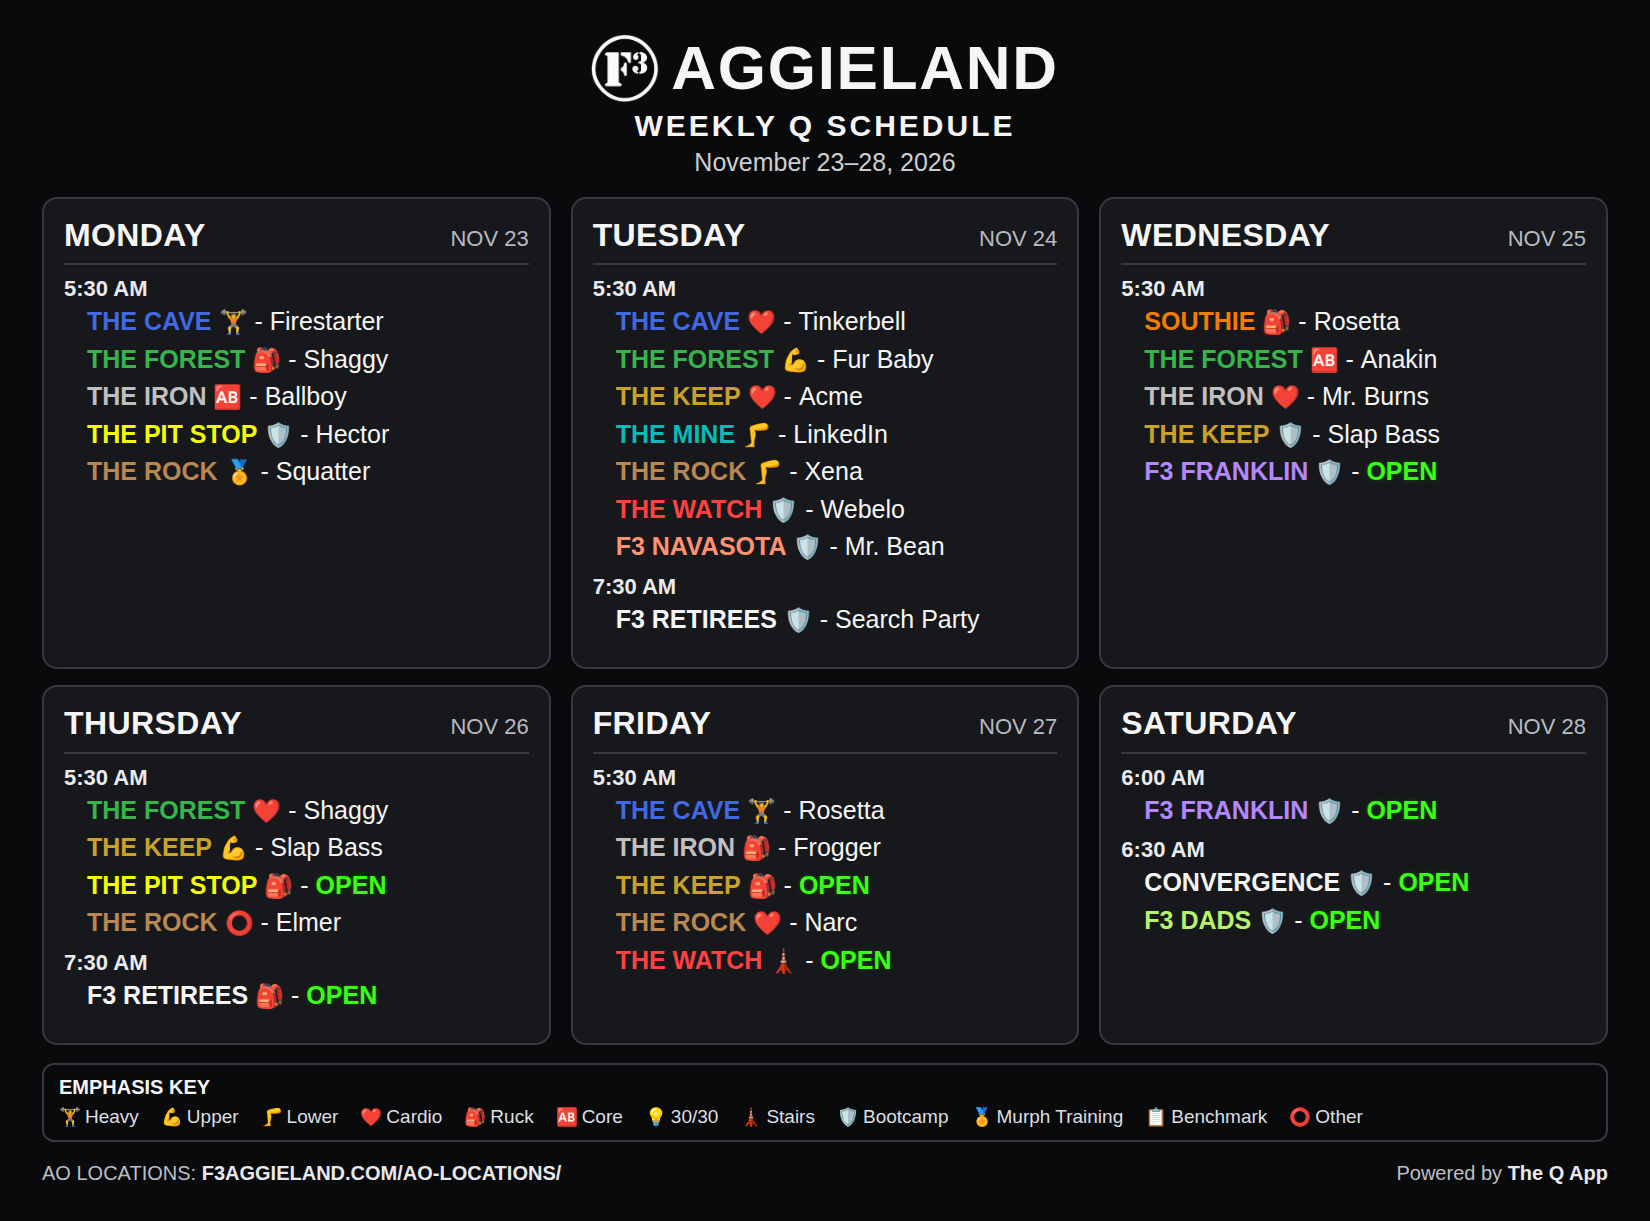 F3 AGGIELAND
WEEKLY Q SCHEDULE
November 23–28, 2026
MONDAY NOV 23
5:30 AM
THE CAVE 🏋️ - Firestarter
THE FOREST 🎒 - Shaggy
THE IRON 🆎 - Ballboy
THE PIT STOP 🛡️ - Hector
THE ROCK 🏅 - Squatter
TUESDAY NOV 24
5:30 AM
THE CAVE ❤️ - Tinkerbell
THE FOREST 💪 - Fur Baby
THE KEEP ❤️ - Acme
THE MINE 🦵 - LinkedIn
THE ROCK 🦵 - Xena
THE WATCH 🛡️ - Webelo
F3 NAVASOTA 🛡️ - Mr. Bean
7:30 AM
F3 RETIREES 🛡️ - Search Party
WEDNESDAY NOV 25
5:30 AM
SOUTHIE 🎒 - Rosetta
THE FOREST 🆎 - Anakin
THE IRON ❤️ - Mr. Burns
THE KEEP 🛡️ - Slap Bass
F3 FRANKLIN 🛡️ - OPEN
THURSDAY NOV 26
5:30 AM
THE FOREST ❤️ - Shaggy
THE KEEP 💪 - Slap Bass
THE PIT STOP 🎒 - OPEN
THE ROCK ⭕ - Elmer
7:30 AM
F3 RETIREES 🎒 - OPEN
FRIDAY NOV 27
5:30 AM
THE CAVE 🏋️ - Rosetta
THE IRON 🎒 - Frogger
THE KEEP 🎒 - OPEN
THE ROCK ❤️ - Narc
THE WATCH 🗼 - OPEN
SATURDAY NOV 28
6:00 AM
F3 FRANKLIN 🛡️ - OPEN
6:30 AM
CONVERGENCE 🛡️ - OPEN
F3 DADS 🛡️ - OPEN
EMPHASIS KEY
🏋️ Heavy 💪 Upper 🦵 Lower ❤️ Cardio 🎒 Ruck 🆎 Core 💡 30/30 🗼 Stairs 🛡️ Bootcamp 🏅 Murph Training 📋 Benchmark ⭕ Other
AO LOCATIONS: F3AGGIELAND.COM/AO-LOCATIONS/
Powered by The Q App